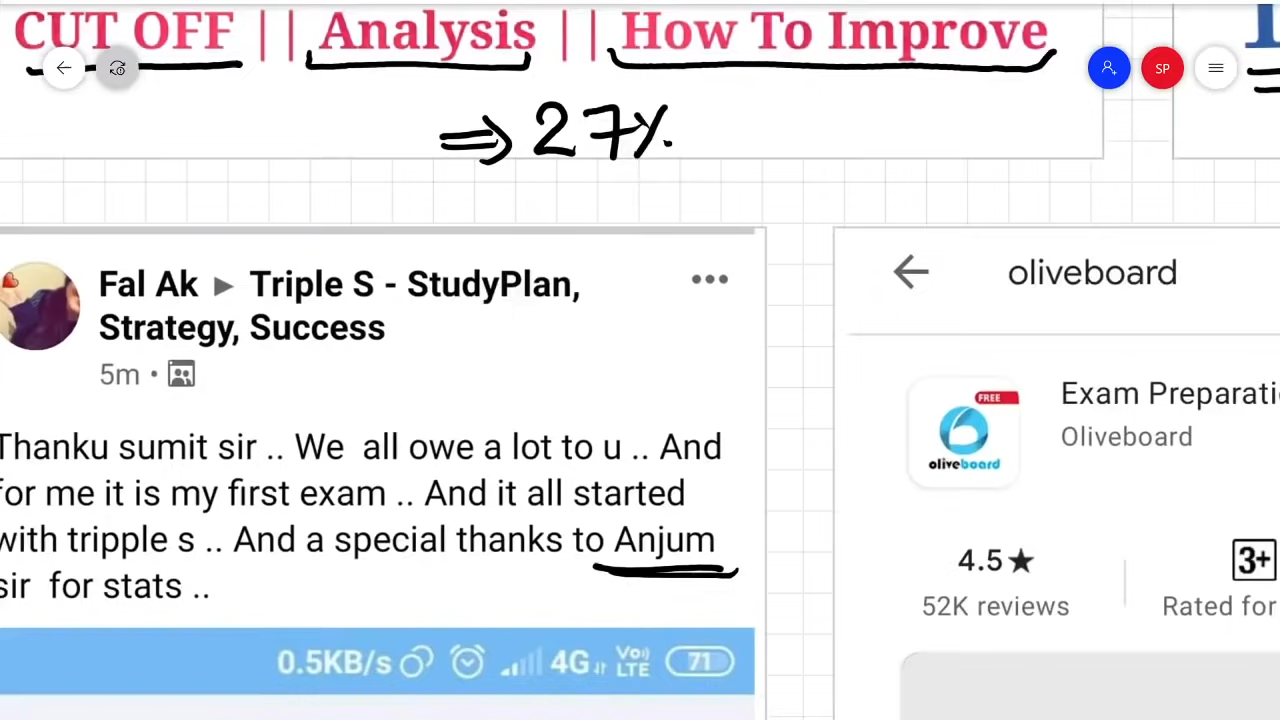 CUT OFF || Analysis || How To Improve
SP
⇒ 27%
Fal Ak ▶ Triple S - StudyPlan,
Strategy, Success
5m •
Thanku sumit sir .. We all owe a lot to u .. And
for me it is my first exam .. And it all started
with tripple s .. And a special thanks to Anjum
sir for stats ..
0.5KB/s 4G Vo)) LTE 71
oliveboard
FREE
oliveboard
Exam Preparati
Oliveboard
4.5★
52K reviews
3+
Rated for